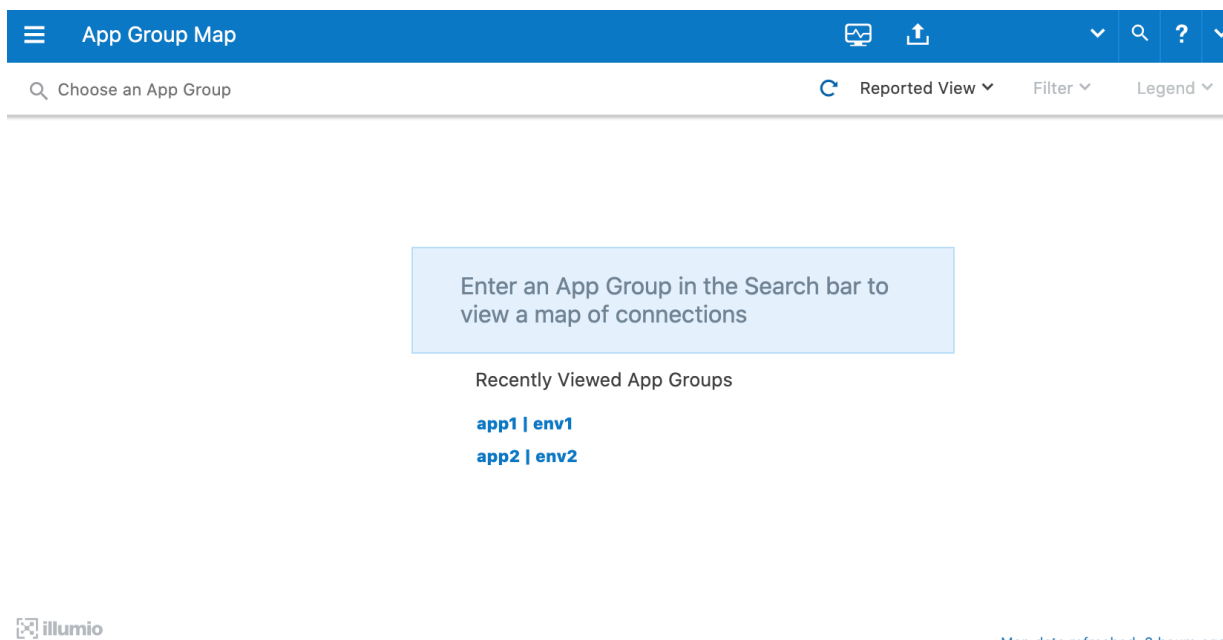 App Group Map
?
Choose an App Group
Reported View
Filter
Legend
Enter an App Group in the Search bar to
view a map of connections
Recently Viewed App Groups
app1 | env1
app2 | env2
illumio